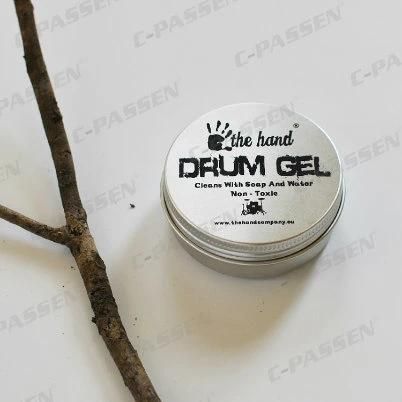 the hand®
DRUM GEL
Cleans With Soap And Water
Non - Toxic
www.thehandcompany.eu
C-PASSEN
C-PASSEN
C-PASSEN
C-PASSEN
C-PASSEN
C-PASSEN
C-PASSEN
C-PASSEN